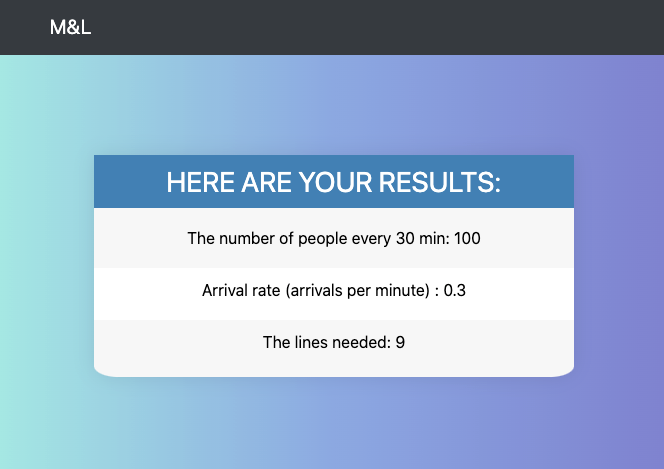 M&L
HERE ARE YOUR RESULTS:
The number of people every 30 min: 100
Arrival rate (arrivals per minute) : 0.3
The lines needed: 9